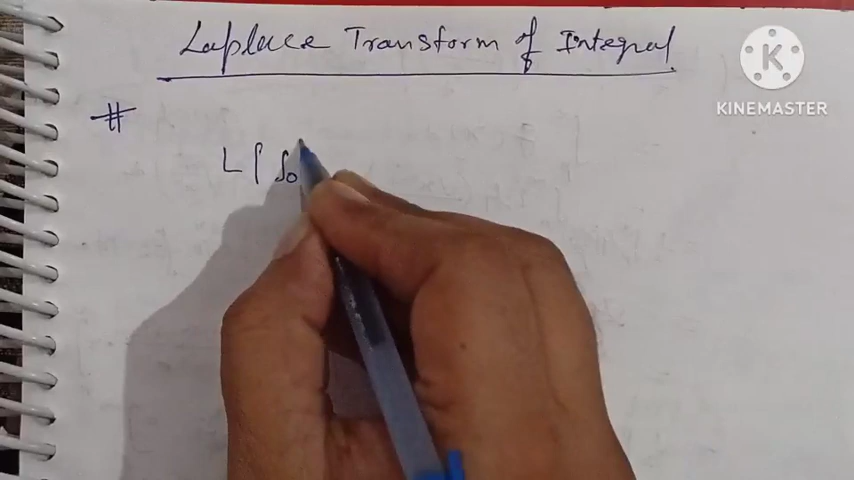 Laplace Transform of Integral
#
L [ ∫₀
K
KINEMASTER